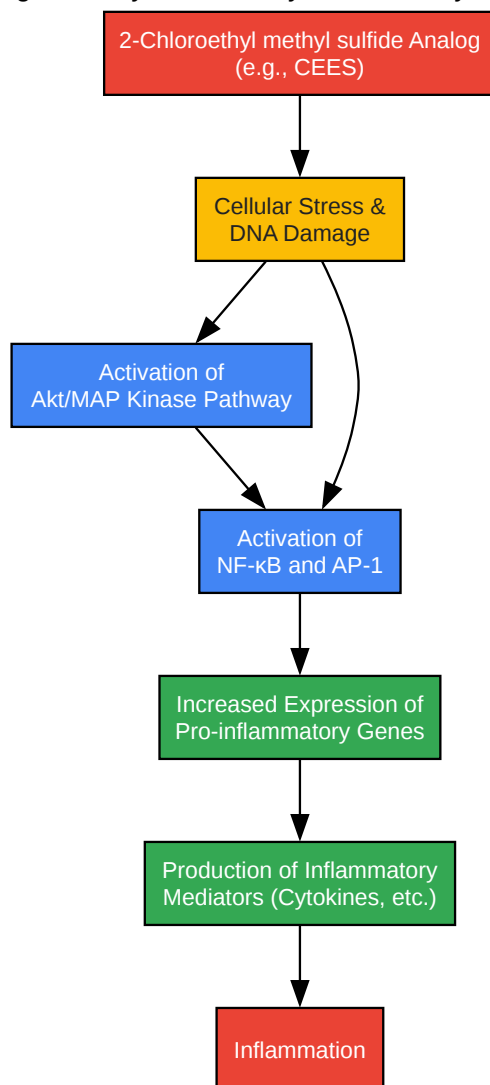 2-Chloroethyl methyl sulfide Analog
(e.g., CEES)
Cellular Stress &
DNA Damage
Activation of
Akt/MAP Kinase Pathway
Activation of
NF-κB and AP-1
Increased Expression of
Pro-inflammatory Genes
Production of Inflammatory
Mediators (Cytokines, etc.)
Inflammation